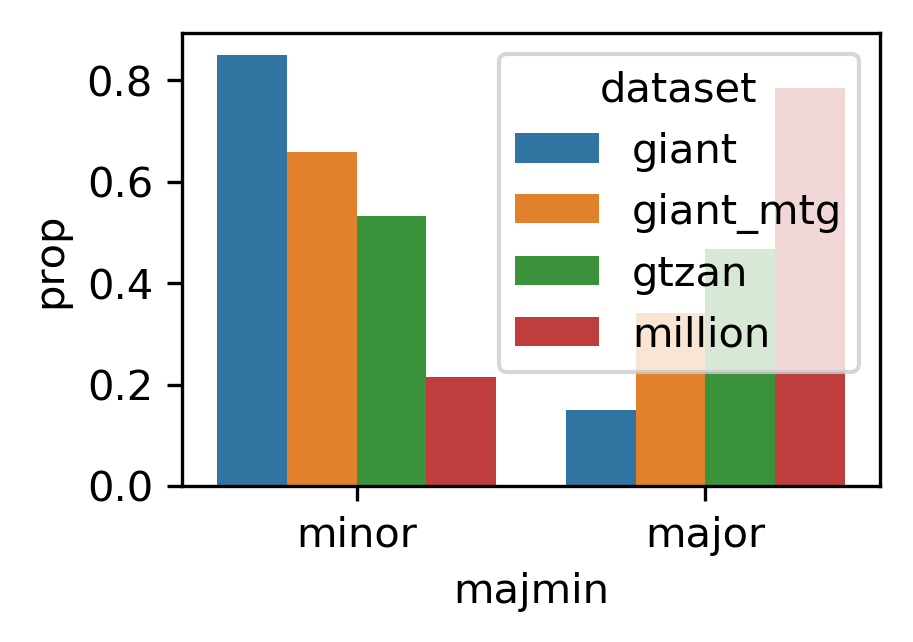 prop
0.8
0.6
0.4
0.2
0.0
dataset
giant
giant_mtg
gtzan
million
minor major
majmin